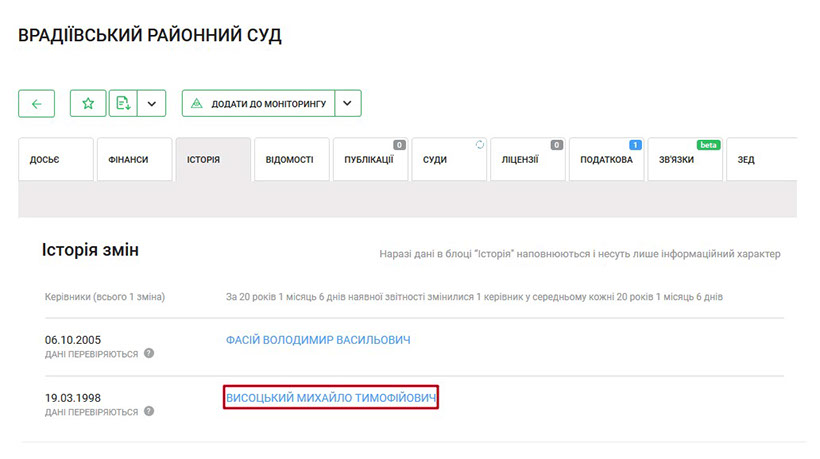 ВРАДІЇВСЬКИЙ РАЙОННИЙ СУД
ДОДАТИ ДО МОНІТОРИНГУ
ДОСЬЄ
ФІНАНСИ
ІСТОРІЯ
ВІДОМОСТІ
ПУБЛІКАЦІЇ 0
СУДИ
ЛІЦЕНЗІЇ 0
ПОДАТКОВА 1
ЗВ'ЯЗКИ beta
ЗЕД
Історія змін
Наразі дані в блоці "Історія" наповнюються і несуть лише інформаційний характер
Керівники (всього 1 зміна)
За 20 років 1 місяць 6 днів наявної звітності змінилися 1 керівник у середньому кожні 20 років 1 місяць 6 днів
06.10.2005
ФАСІЙ ВОЛОДИМИР ВАСИЛЬОВИЧ
ДАНІ ПЕРЕВІРЯЮТЬСЯ ?
19.03.1998
ВИСОЦЬКИЙ МИХАЙЛО ТИМОФІЙОВИЧ
ДАНІ ПЕРЕВІРЯЮТЬСЯ ?